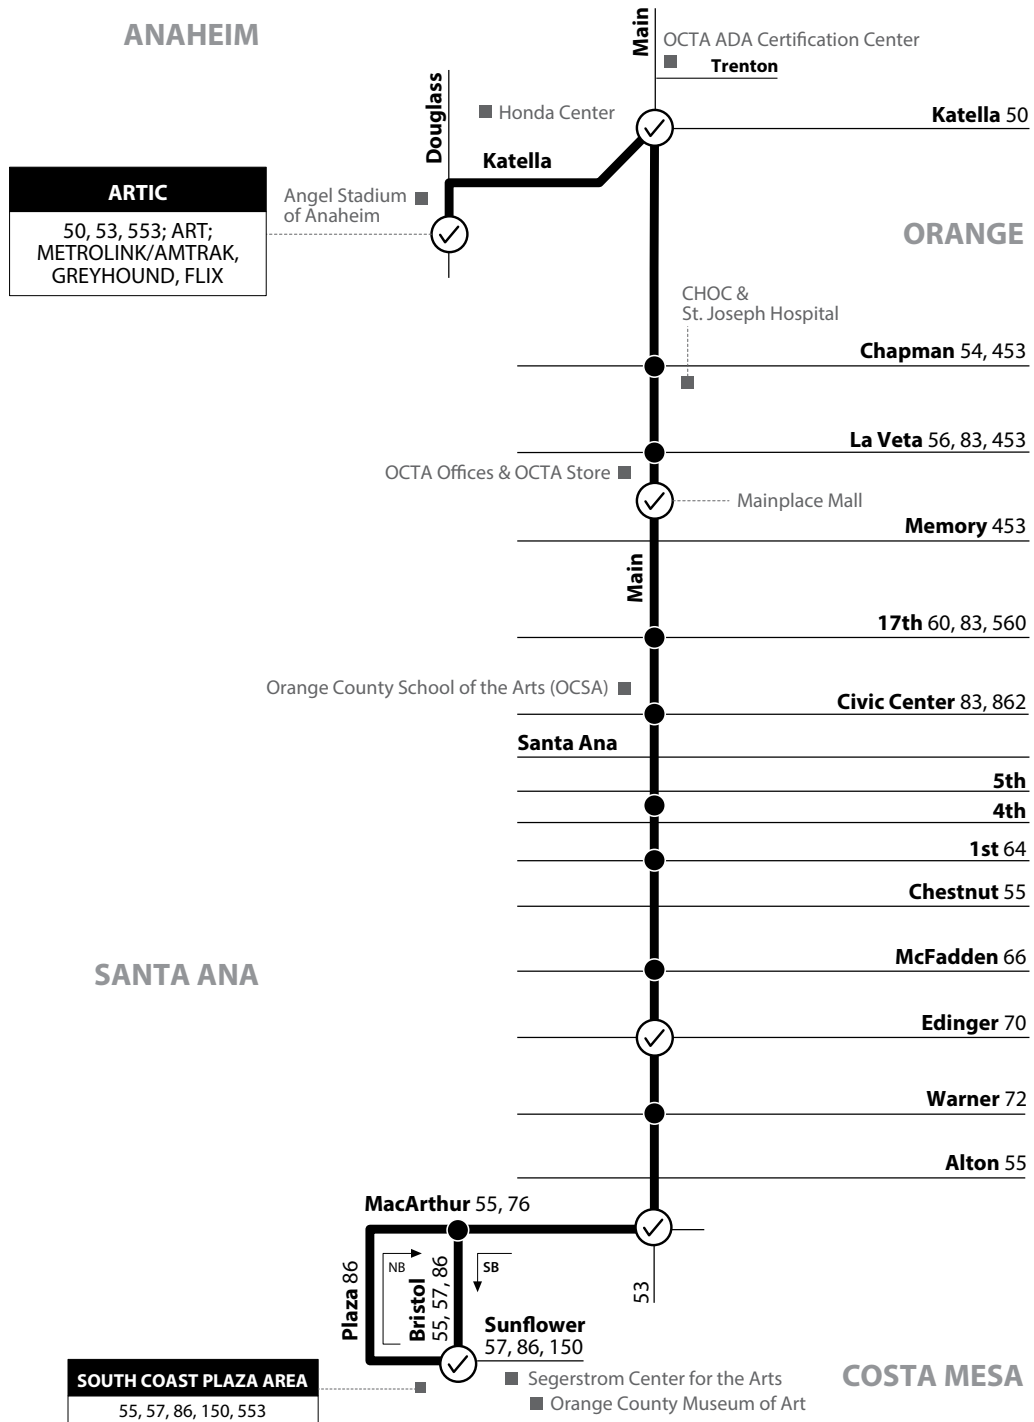 ANAHEIM
Main
OCTA ADA Certification Center
Trenton
Douglass
Honda Center
Katella 50
Katella
ARTIC
50, 53, 553; ART;
METROLINK/AMTRAK,
GREYHOUND, FLIX
Angel Stadium
of Anaheim
ORANGE
CHOC &
St. Joseph Hospital
Chapman 54, 453
La Veta 56, 83, 453
OCTA Offices & OCTA Store
Mainplace Mall
Memory 453
Main
17th 60, 83, 560
Orange County School of the Arts (OCSA)
Civic Center 83, 862
Santa Ana
5th
4th
1st 64
Chestnut 55
McFadden 66
SANTA ANA
Edinger 70
Warner 72
Alton 55
MacArthur 55, 76
Plaza 86
NB
Bristol
55, 57, 86
SB
53
Sunflower
57, 86, 150
SOUTH COAST PLAZA AREA
55, 57, 86, 150, 553
Segerstrom Center for the Arts
Orange County Museum of Art
COSTA MESA